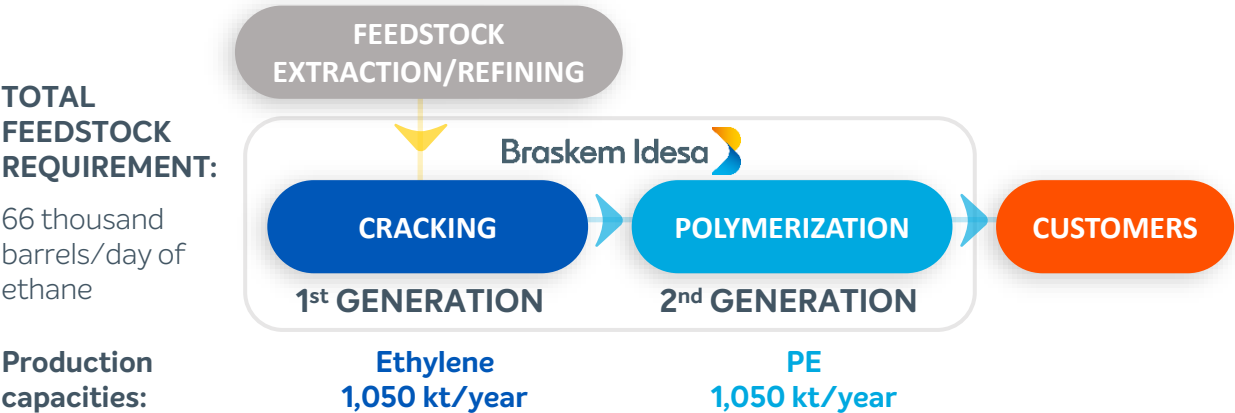 FEEDSTOCK
EXTRACTION/REFINING
TOTAL
FEEDSTOCK
REQUIREMENT:
66 thousand
barrels/day of
ethane
Braskem Idesa
CRACKING
POLYMERIZATION
CUSTOMERS
1st GENERATION
2nd GENERATION
Production
capacities:
Ethylene
1,050 kt/year
PE
1,050 kt/year